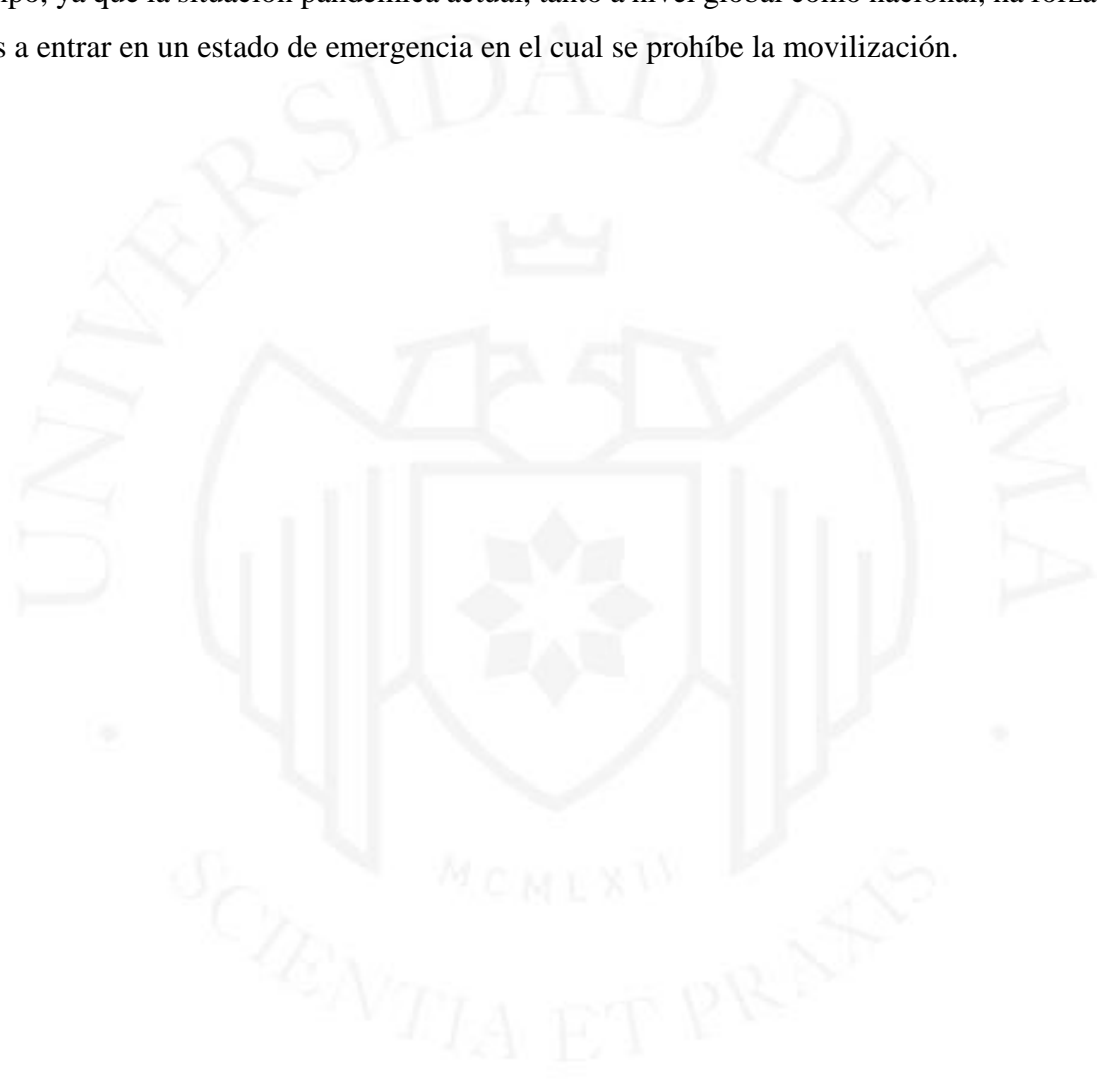 ya que la situación pandémica actual, tanto a nivel global como nacional, ha
a entrar en un estado de emergencia en el cual se prohíbe la movilización.
UNIVERSIDAD DE LIMA
MCMLXII
SCIENTIA ET PRAXIS